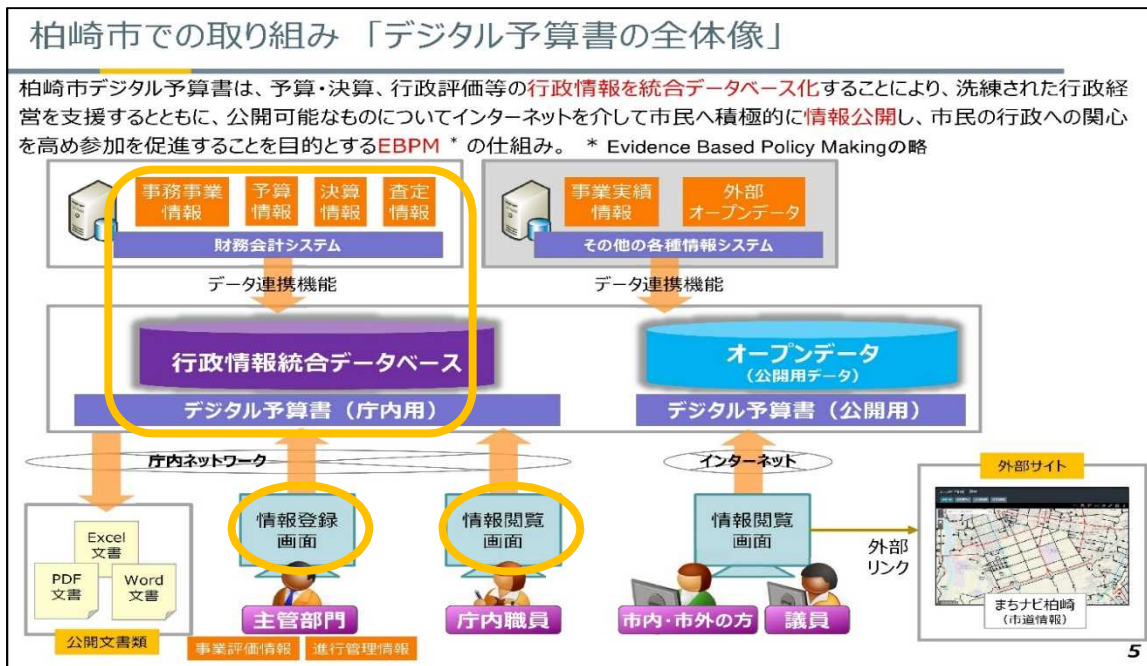 柏崎市での取り組み 「デジタル予算書の全体像」
柏崎市デジタル予算書は、予算・決算、行政評価等の行政情報を統合データベース化することにより、洗練された行政経
営を支援するとともに、公開可能なものについてインターネットを介して市民へ積極的に情報公開し、市民の行政への関心
を高め参加を促進することを目的とするEBPM * の仕組み。 * Evidence Based Policy Makingの略
事務事業
情報
予算
情報
決算
情報
査定
情報
財務会計システム
事業実績
情報
外部
オープンデータ
その他の各種情報システム
データ連携機能
データ連携機能
行政情報統合データベース
デジタル予算書（庁内用）
オープンデータ
（公開用データ）
デジタル予算書（公開用）
庁内ネットワーク
インターネット
Excel
文書
PDF
文書
Word
文書
公開文書類
情報登録
画面
主管部門
事業評価情報
進行管理情報
情報閲覧
画面
庁内職員
情報閲覧
画面
市内・市外の方
議員
外部
リンク
外部サイト
まちナビ柏崎
（市道情報）
5